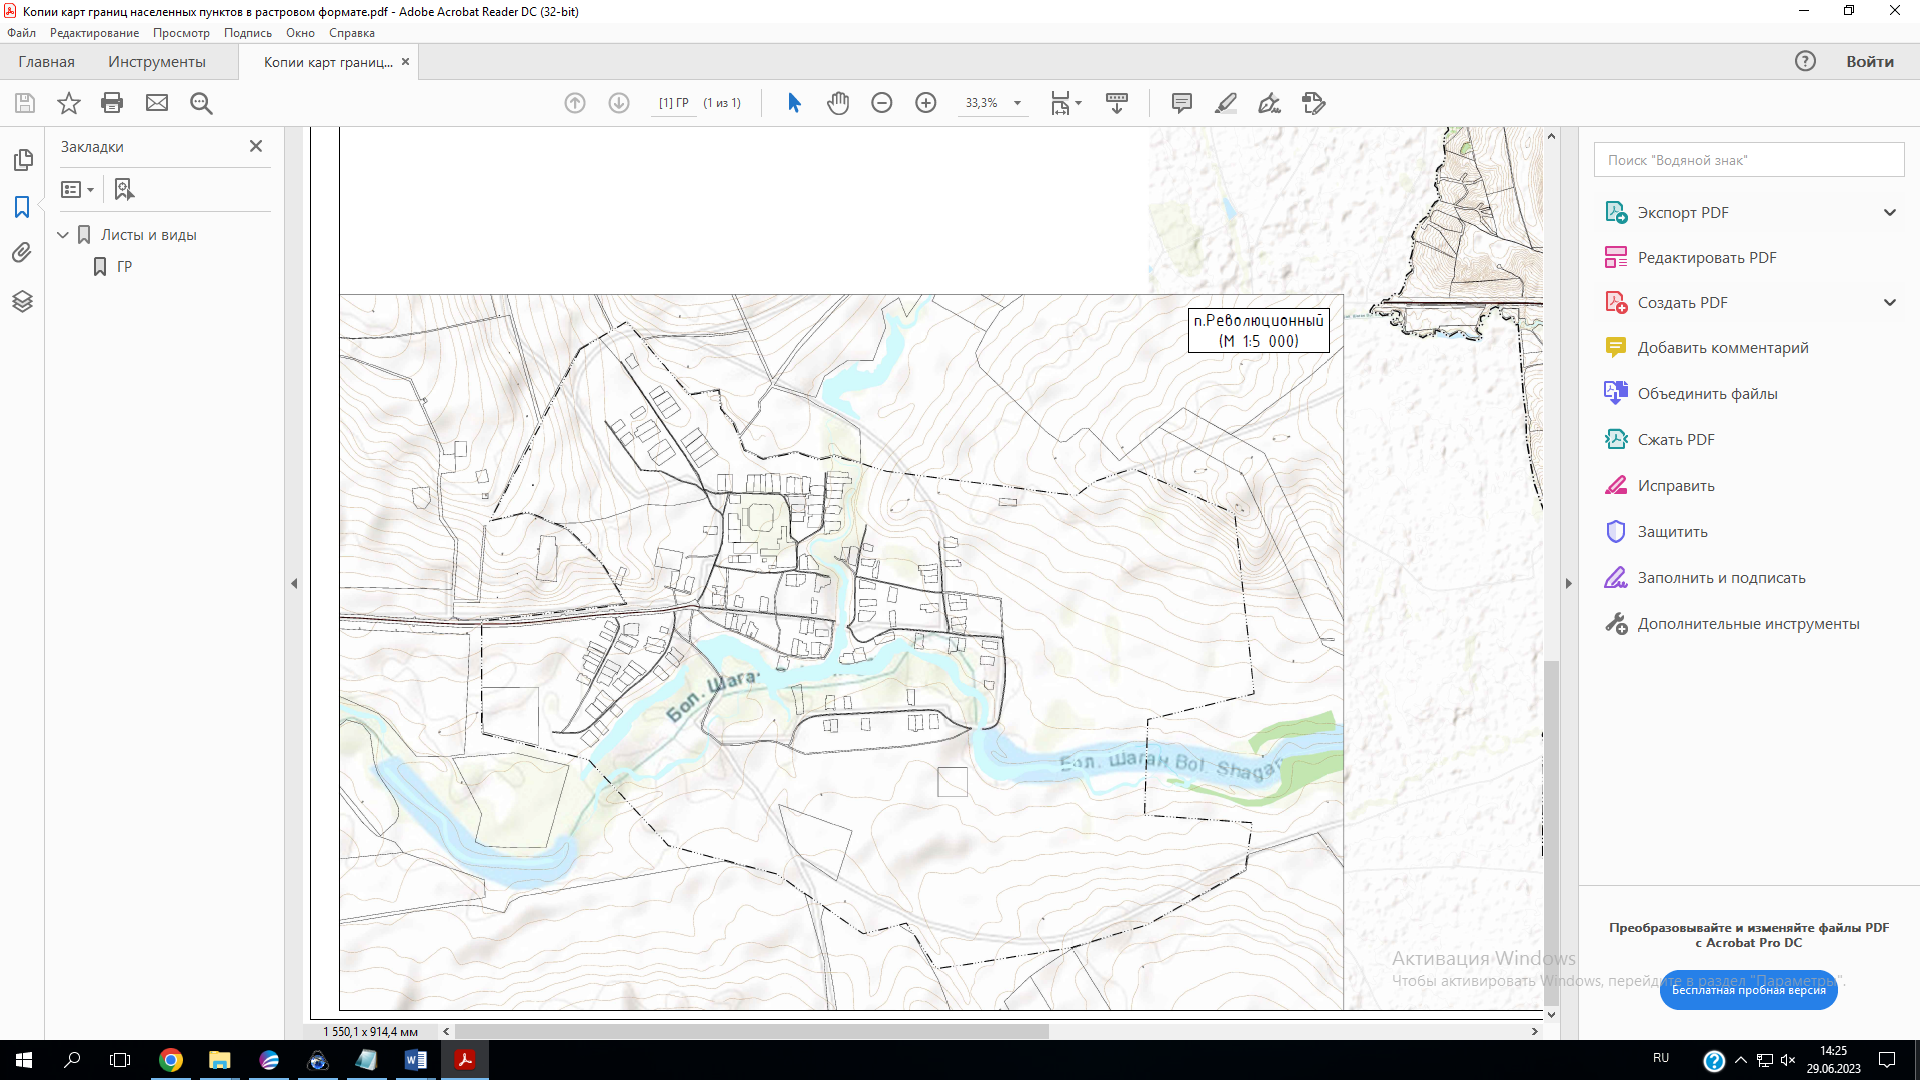 Копии карт границ населенных пунктов в растровом формате.pdf - Adobe Acrobat Reader DC (32-bit)
Файл Редактирование Просмотр Подпись Окно Справка
Главная Инструменты Копии карт границ... ×
Войти
[1] ГР (1 из 1) 33,3%
Закладки
Листы и виды
ГР
п.Революционный
(М 1:5 000)
Бол. Шага
Бол. Шаган Bol. Shagan
1 550,1 x 914,4 мм
Поиск "Водяной знак"
Экспорт PDF
Редактировать PDF
Создать PDF
Добавить комментарий
Объединить файлы
Сжать PDF
Исправить
Защитить
Заполнить и подписать
Дополнительные инструменты
Преобразовывайте и изменяйте файлы PDF
с Acrobat Pro DC
Бесплатная пробная версия
Активация Windows
Чтобы активировать Windows, перейдите в раздел "Параметры".
RU
14:25
29.06.2023